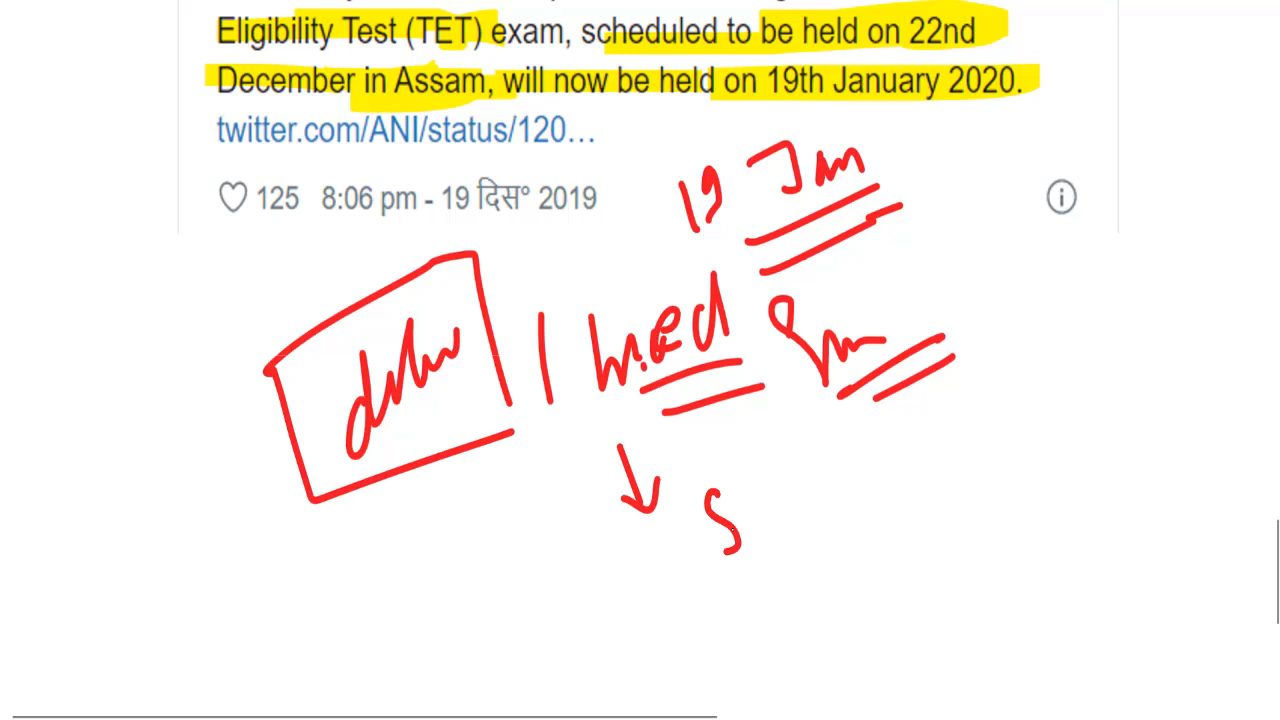 Eligibility Test (TET) exam, scheduled to be held on 22nd
December in Assam, will now be held on 19th January 2020.
twitter.com/ANI/status/120…
125 8:06 pm - 19 दिस॰ 2019
19 Jan
S